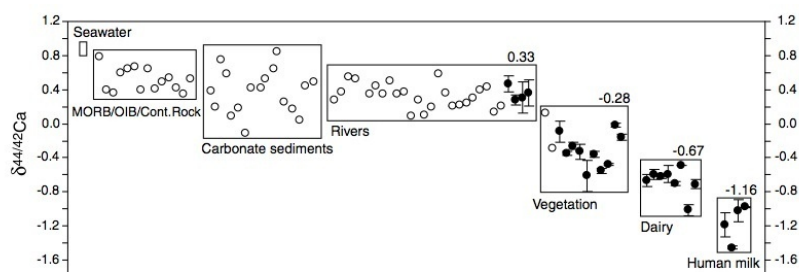 1.2
0.8
0.4
0.0
-0.4
-0.8
-1.2
-1.6
δ44/42Ca
Seawater
MORB/OIB/Cont.Rock
Carbonate sediments
0.33
Rivers
-0.28
Vegetation
-0.67
Dairy
-1.16
Human milk
1.2
0.8
0.4
0.0
-0.4
-0.8
-1.2
-1.6